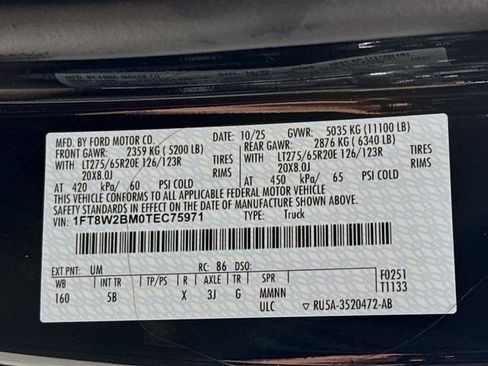 MFD. BY FORD MOTOR CO. 10/25 GVWR: 5035 KG (11100 LB)
FRONT GAWR: 2359 KG ( 5200 LB) REAR GAWR: 2876 KG ( 6340 LB)
WITH LT275/65R20E 126/123R TIRES WITH LT275/65R20E 126/123R TIRES
20X8.0J RIMS 20X8.0J RIMS
AT 420 kPa/ 60 PSI COLD AT 450 kPa/ 65 PSI COLD
THIS VEHICLE CONFORMS TO ALL APPLICABLE FEDERAL MOTOR VEHICLE
SAFETY STANDARDS IN EFFECT ON THE DATE OF MANUFACTURE SHOWN ABOVE.
VIN: 1FT8W2BM0TEC75971 TYPE: Truck
EXT PNT: UM RC: 86 DSO:
WB INT TR TP/PS R AXLE TR SPR F0251
160 5B X 3J G MMNN T1133
ULC ▽ RU5A-3520472-AB